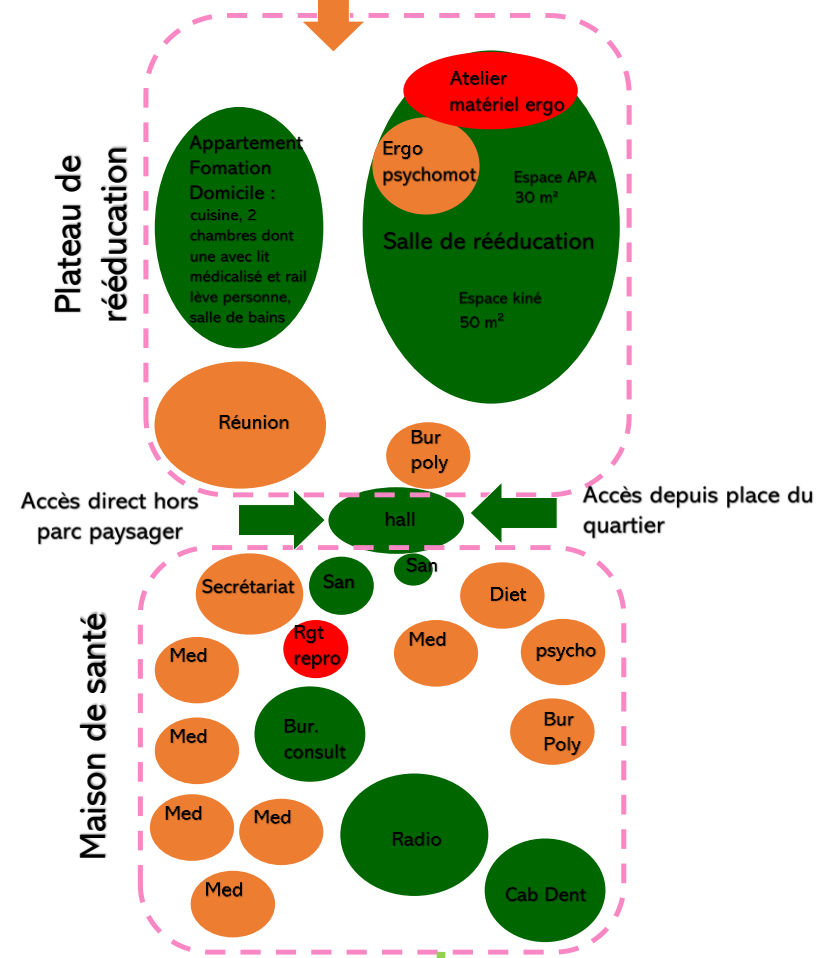 Atelier
matériel ergo
Appartement
Fomation
Domicile :
cuisine, 2
chambres dont
une avec lit
médicalisé et rail
lève personne,
salle de bains
Ergo
psychomot
Espace APA
30 m²
Salle de rééducation
Espace kiné
50 m²
Plateau de
rééducation
Réunion
Bur
poly
Accès direct hors
parc paysager
hall
Accès depuis place du
quartier
Secrétariat
San
San
Diet
Rgt
repro
Med
Med
psycho
Med
Bur.
consult
Bur
Poly
Maison de santé
Med
Med
Radio
Med
Cab Dent